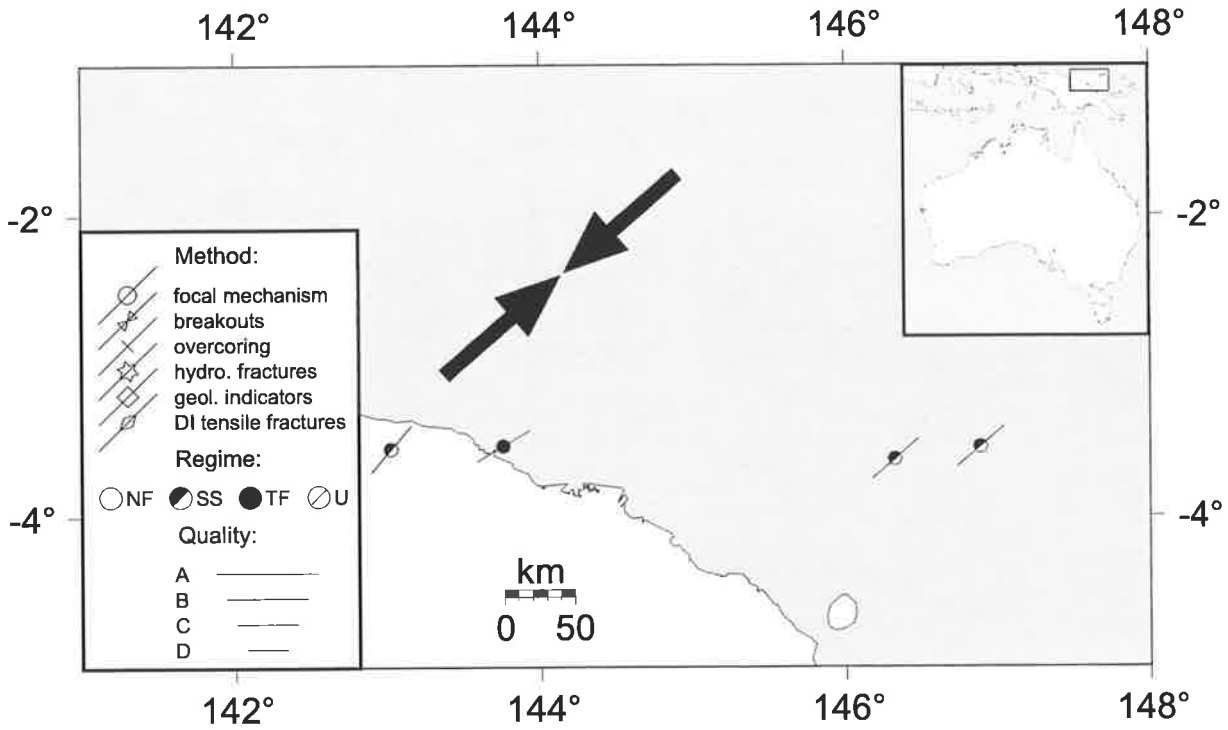 142° 144° 146° 148°
-2° -2°
Method:
focal mechanism
breakouts
overcoring
hydro. fractures
geol. indicators
DI tensile fractures
Regime:
NF SS TF U
-4° -4°
Quality:
A
B
C
D
km
0 50
142° 144° 146° 148°